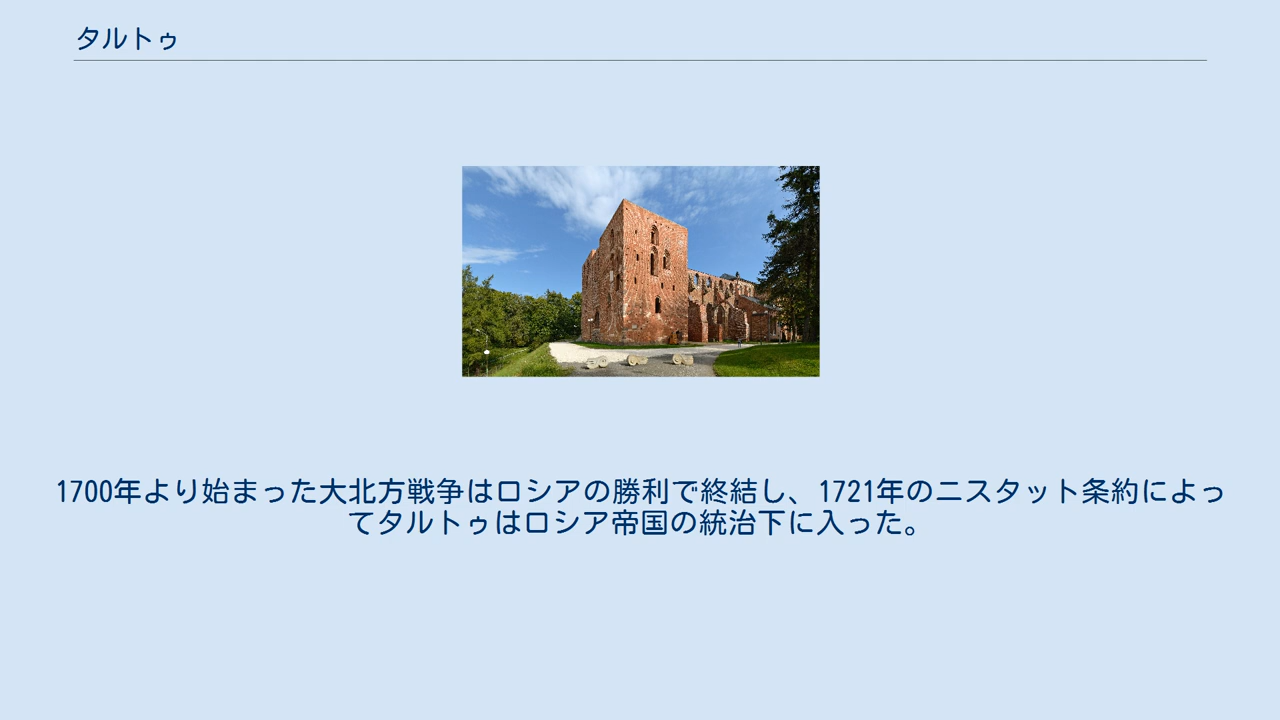 タルトゥ
1700年より始まった大北方戦争はロシアの勝利で終結し、1721年のニスタット条約によっ
てタルトゥはロシア帝国の統治下に入った。